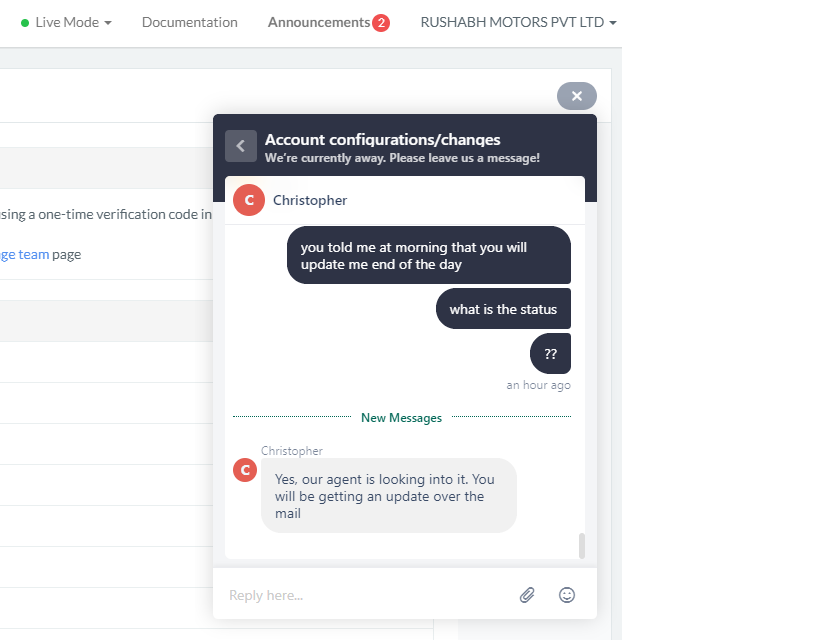 Live Mode Documentation Announcements 2 RUSHABH MOTORS PVT LTD
Account configurations/changes
We're currently away. Please leave us a message!
C Christopher
using a one-time verification code in
ge team page
you told me at morning that you will
update me end of the day
what is the status
??
an hour ago
New Messages
Christopher
C
Yes, our agent is looking into it. You
will be getting an update over the
mail
Reply here...